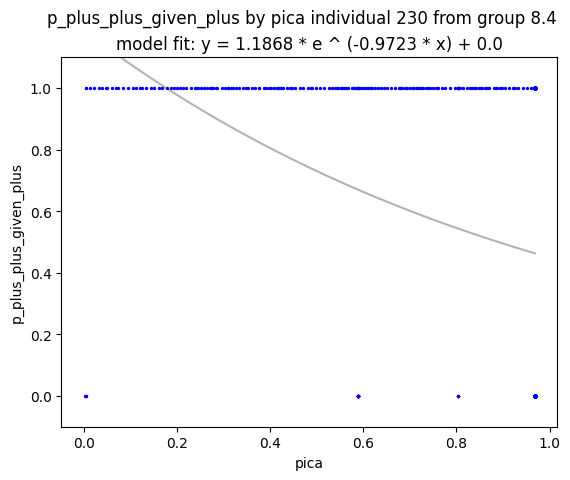 p_plus_plus_given_plus by pica individual 230 from group 8.4
model fit: y = 1.1868 * e ^ (-0.9723 * x) + 0.0
1.0
0.8
0.6
0.4
0.2
0.0
p_plus_plus_given_plus
0.0 0.2 0.4 0.6 0.8 1.0
pica